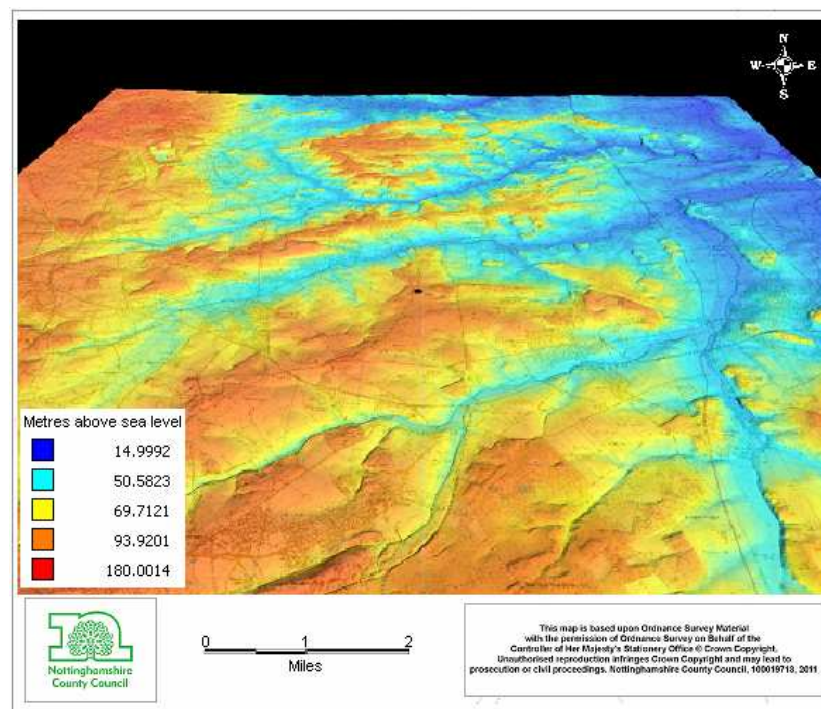 N
W E
S
Metres above sea level
14.9992
50.5823
69.7121
93.9201
180.0014
Nottinghamshire
County Council
0 1 2
Miles
This map is based upon Ordnance Survey Material
with the permission of Ordnance Survey on Behalf of the
Controller of Her Majesty's Stationery Office © Crown Copyright.
Unauthorised reproduction infringes Crown Copyright and may lead to
prosecution or civil proceedings. Nottinghamshire County Council, 100019713, 2011